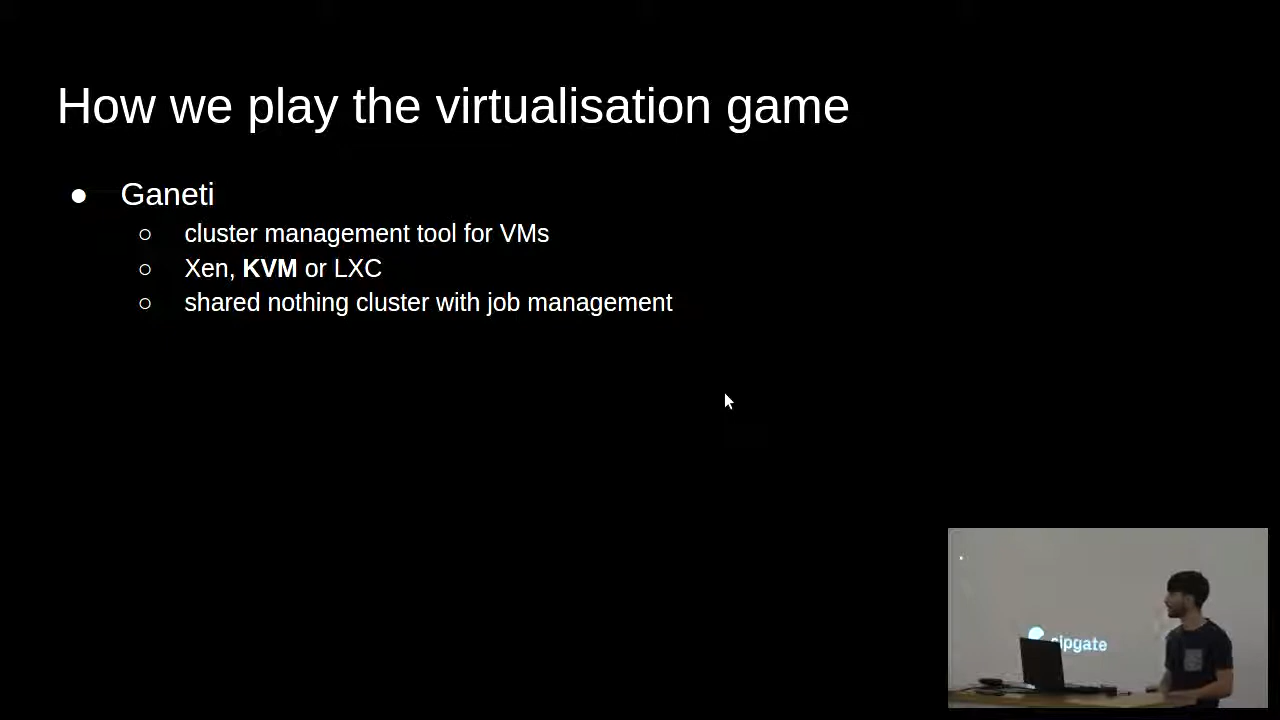 How we play the virtualisation game
● Ganeti
○ cluster management tool for VMs
○ Xen, KVM or LXC
○ shared nothing cluster with job management
sipgate